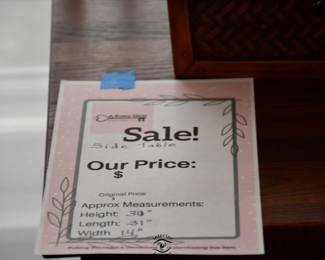 Sale!
Side Table
Our Price:
$
Original Price:
$
Approx Measurements:
Height: 30"
Length: 31"
Width 14"